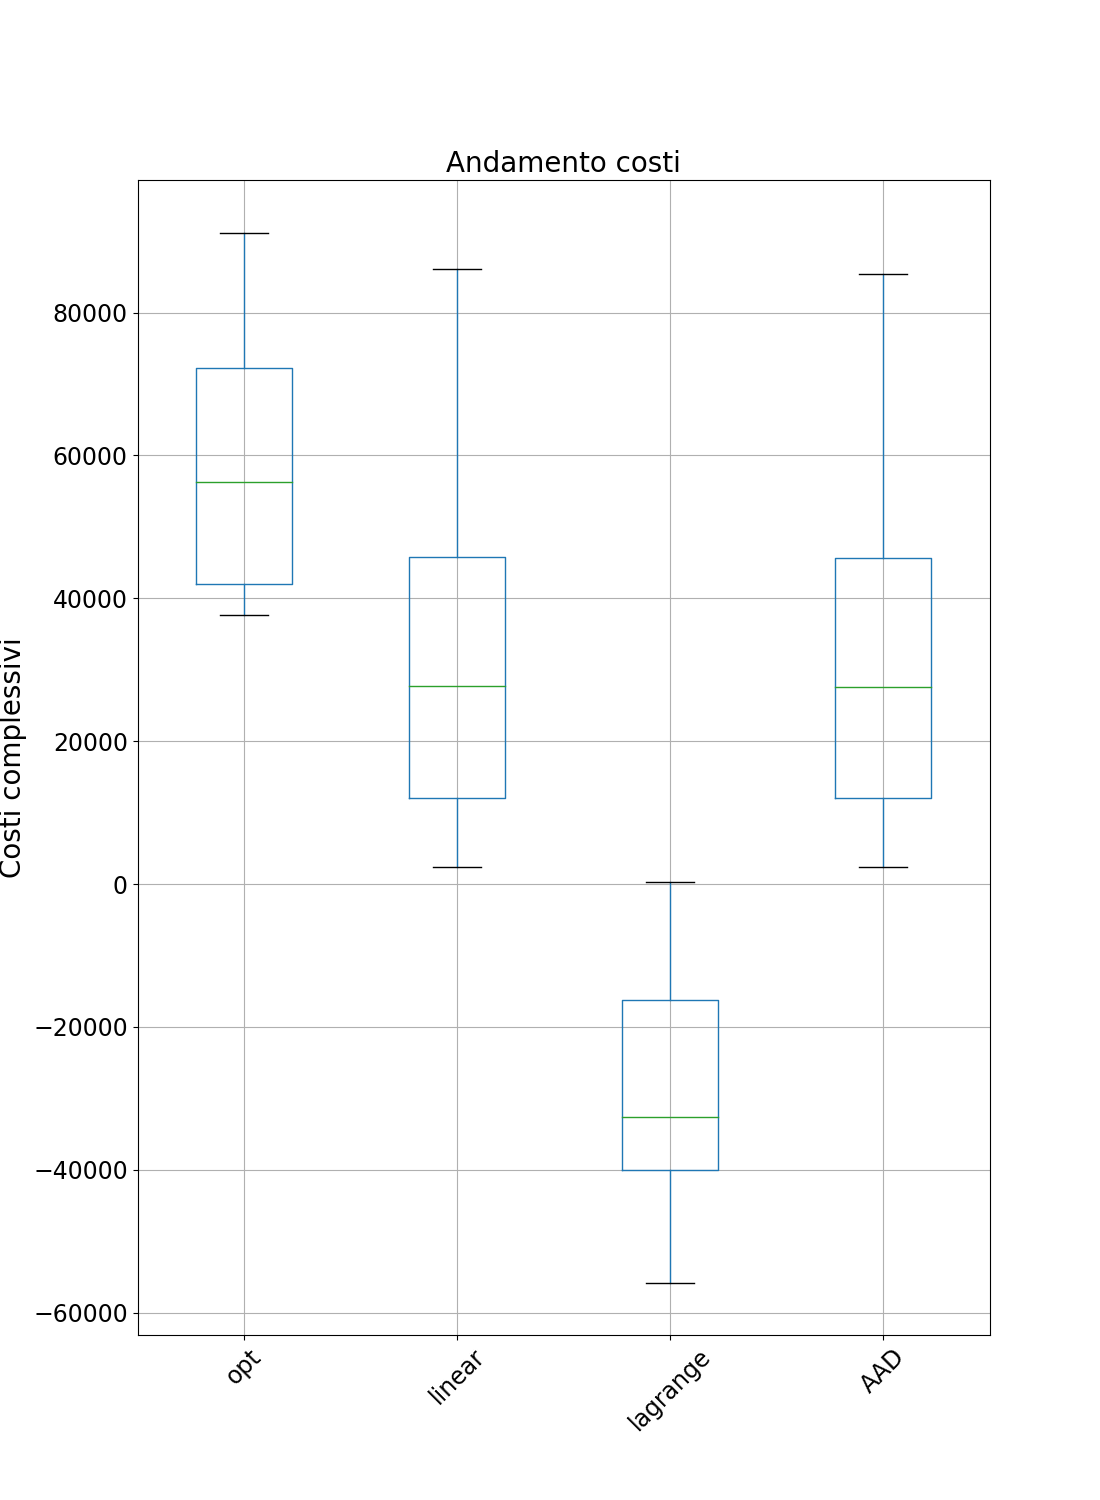 Andamento costi
Costi complessivi
80000
60000
40000
20000
0
−20000
−40000
−60000
opt
linear
lagrange
AAD